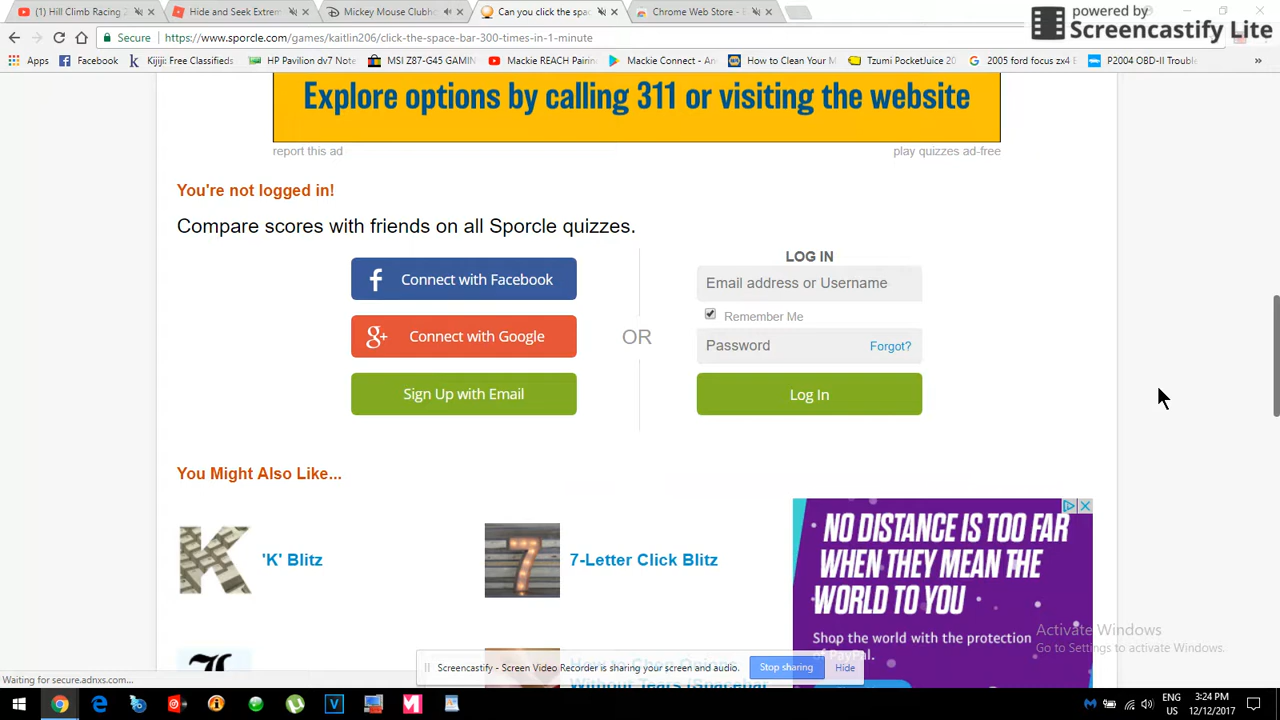 (1) Hill Climb Racing 2
Hide and Seek Extrem
Mickey Mouse Clubh
Can you click the spac
Chrome Web Store - E
powered by
Screencastify Lite
Secure
https://www.sporcle.com/games/
e-space-bar-300-times-in-1-minute
Apps
Facebook
Kijiji: Free Classifieds
HP Pavilion dv7 Note
MSI Z87-G45 GAMIN
Mackie REACH Pairin
Mackie Connect - An
How to Clean Your M
Tzumi PocketJuice 20
2005 ford focus zx4 E
P2004 OBD-II Troubl
»
Explore options by calling 311 or visiting the website
report this ad
play quizzes ad-free
You're not logged in!
Compare scores with friends on all Sporcle quizzes.
Connect with Facebook
Connect with Google
Sign Up with Email
OR
LOG IN
Email address or Username
Remember Me
Password
Forgot?
Log In
You Might Also Like...
'K' Blitz
7-Letter Click Blitz
NO DISTANCE IS TOO FAR
WHEN THEY MEAN THE
WORLD TO YOU
Shop the world with the protection
of PayPal.
Activate Windows
Go to Settings to activate Windows.
Without Tears (Spacebar
Screencastify - Screen Video Recorder is sharing your screen and audio.
Stop sharing
Hide
Waiting for secure.
ENG
US
3:24 PM
12/12/2017